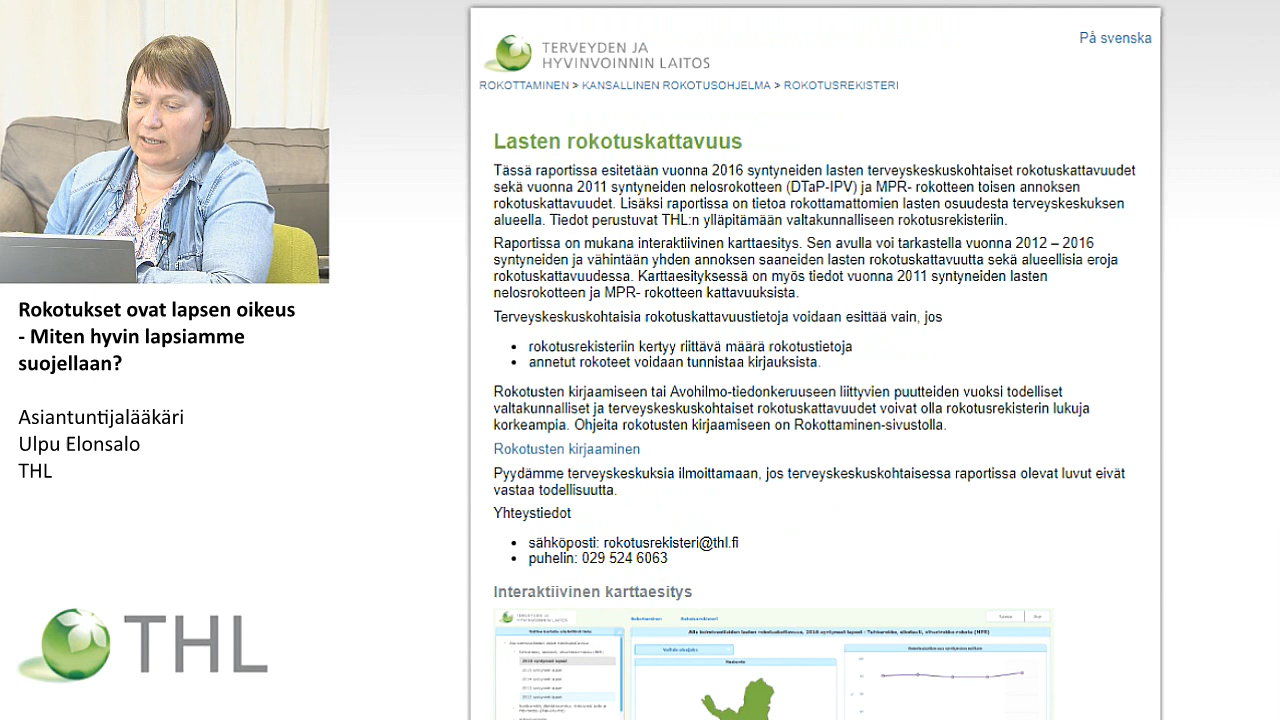 Rokotukset ovat lapsen oikeus
- Miten hyvin lapsiamme
suojellaan?
Asiantuntijalääkäri
Ulpu Elonsalo
THL
THL
På svenska
TERVEYDEN JA
HYVINVOINNIN LAITOS
ROKOTTAMINEN > KANSALLINEN ROKOTUSOHJELMA > ROKOTUSREKISTERI
Lasten rokotuskattavuus
Tässä raportissa esitetään vuonna 2016 syntyneiden lasten terveyskeskuskohtaiset rokotuskattavuudet
sekä vuonna 2011 syntyneiden nelosrokotteen (DTaP-IPV) ja MPR- rokotteen toisen annoksen
rokotuskattavuudet. Lisäksi raportissa on tietoa rokottamattomien lasten osuudesta terveyskeskuksen
alueella. Tiedot perustuvat THL:n ylläpitämään valtakunnalliseen rokotusrekisteriin.
Raportissa on mukana interaktiivinen karttaesitys. Sen avulla voi tarkastella vuonna 2012 – 2016
syntyneiden ja vähintään yhden annoksen saaneiden lasten rokotuskattavuutta sekä alueellisia eroja
rokotuskattavuudessa. Karttaesityksessä on myös tiedot vuonna 2011 syntyneiden lasten
nelosrokotteen ja MPR- rokotteen kattavuuksista.
Terveyskeskuskohtaisia rokotuskattavuustietoja voidaan esittää vain, jos
• rokotusrekisteriin kertyy riittävä määrä rokotustietoja
• annetut rokoteet voidaan tunnistaa kirjauksista.
Rokotusten kirjaamiseen tai Avohilmo-tiedonkeruuseen liittyvien puutteiden vuoksi todelliset
valtakunnalliset ja terveyskeskuskohtaiset rokotuskattavuudet voivat olla rokotusrekisterin lukuja
korkeampia. Ohjeita rokotusten kirjaamiseen on Rokottaminen-sivustolla.
Rokotusten kirjaaminen
Pyydämme terveyskeskuksia ilmoittamaan, jos terveyskeskuskohtaisessa raportissa olevat luvut eivät
vastaa todellisuutta.
Yhteystiedot
• sähköposti: rokotusrekisteri@thl.fi
• puhelin: 029 524 6063
Interaktiivinen karttaesitys